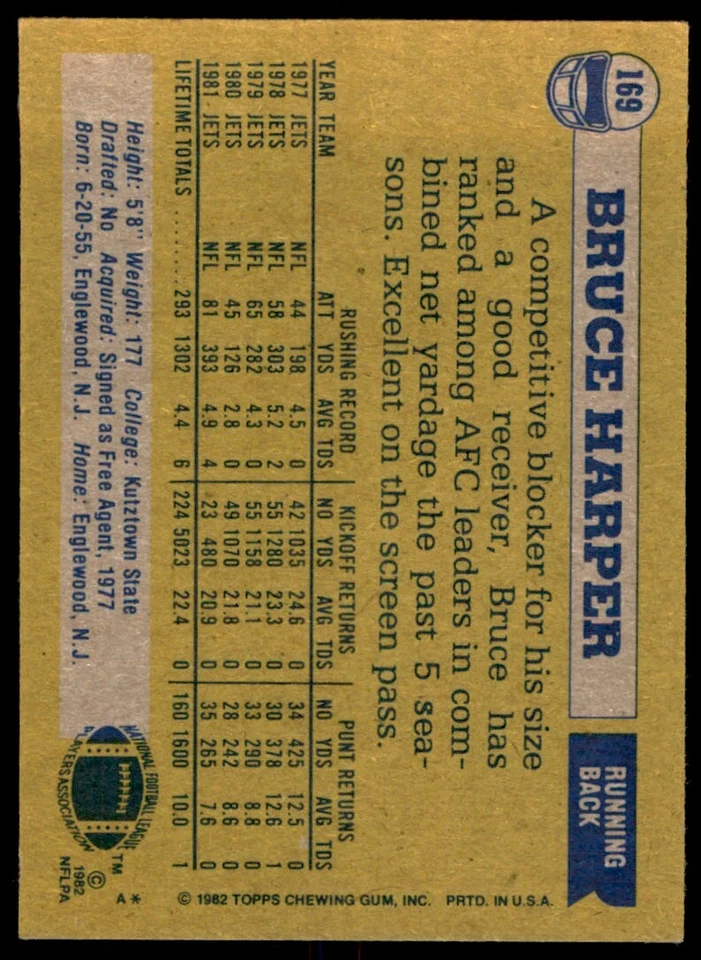 169
BRUCE HARPER
RUNNING
BACK
A competitive blocker for his size
and a good receiver, Bruce has
ranked among AFC leaders in com-
bined net yardage the past 5 sea-
sons. Excellent on the screen pass.
RUSHING RECORD KICKOFF RETURNS PUNT RETURNS
YEAR TEAM ATT YDS AVG TDS NO YDS AVG TDS NO YDS AVG TDS
1977 JETS NFL 44 198 4.5 0 42 1035 24.6 0 34 425 12.5 0
1978 JETS NFL 58 303 5.2 2 55 1280 23.3 0 30 378 12.6 1
1979 JETS NFL 65 282 4.3 0 55 1158 21.1 0 33 290 8.8 0
1980 JETS NFL 45 126 2.8 0 49 1070 21.8 0 28 242 8.6 0
1981 JETS NFL 81 393 4.9 4 23 480 20.9 0 35 265 7.6 0
LIFETIME TOTALS ......... 293 1302 4.4 6 224 5023 22.4 0 160 1600 10.0 1
Height: 5'8" Weight: 177 College: Kutztown State
Drafted: No Acquired: Signed as Free Agent, 1977
Born: 6-20-55, Englewood, N.J. Home: Englewood, N.J.
NATIONAL FOOTBALL LEAGUE
PLAYERS ASSOCIATION
TM
©
1982
NFLPA
A*
© 1982 TOPPS CHEWING GUM, INC. PRTD. IN U.S.A.